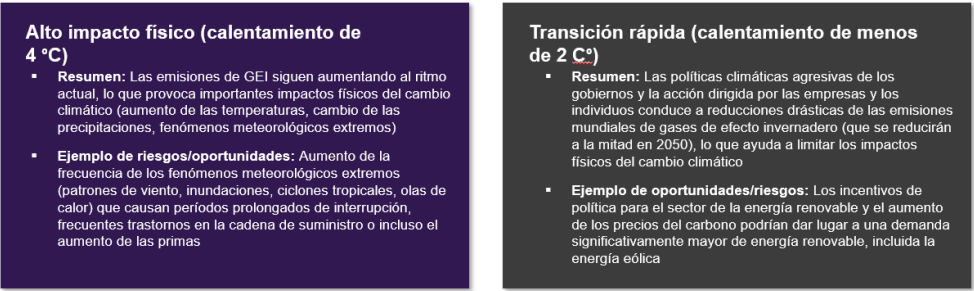 Alto impacto físico (calentamiento de
4 ºC)
▪ Resumen: Las emisiones de GEI siguen aumentando al ritmo
actual, lo que provoca importantes impactos físicos del cambio
climático (aumento de las temperaturas, cambio de las
precipitaciones, fenómenos meteorológicos extremos)
▪ Ejemplo de riesgos/oportunidades: Aumento de la
frecuencia de los fenómenos meteorológicos extremos
(patrones de viento, inundaciones, ciclones tropicales, olas de
calor) que causan períodos prolongados de interrupción,
frecuentes trastornos en la cadena de suministro o incluso el
aumento de las primas
Transición rápida (calentamiento de menos
de 2 Cº)
▪ Resumen: Las políticas climáticas agresivas de los
gobiernos y la acción dirigida por las empresas y los
individuos conduce a reducciones drásticas de las emisiones
mundiales de gases de efecto invernadero (que se reducirán
a la mitad en 2050), lo que ayuda a limitar los impactos
físicos del cambio climático
▪ Ejemplo de oportunidades/riesgos: Los incentivos de
política para el sector de la energía renovable y el aumento
de los precios del carbono podrían dar lugar a una demanda
significativamente mayor de energía renovable, incluida la
energía eólica